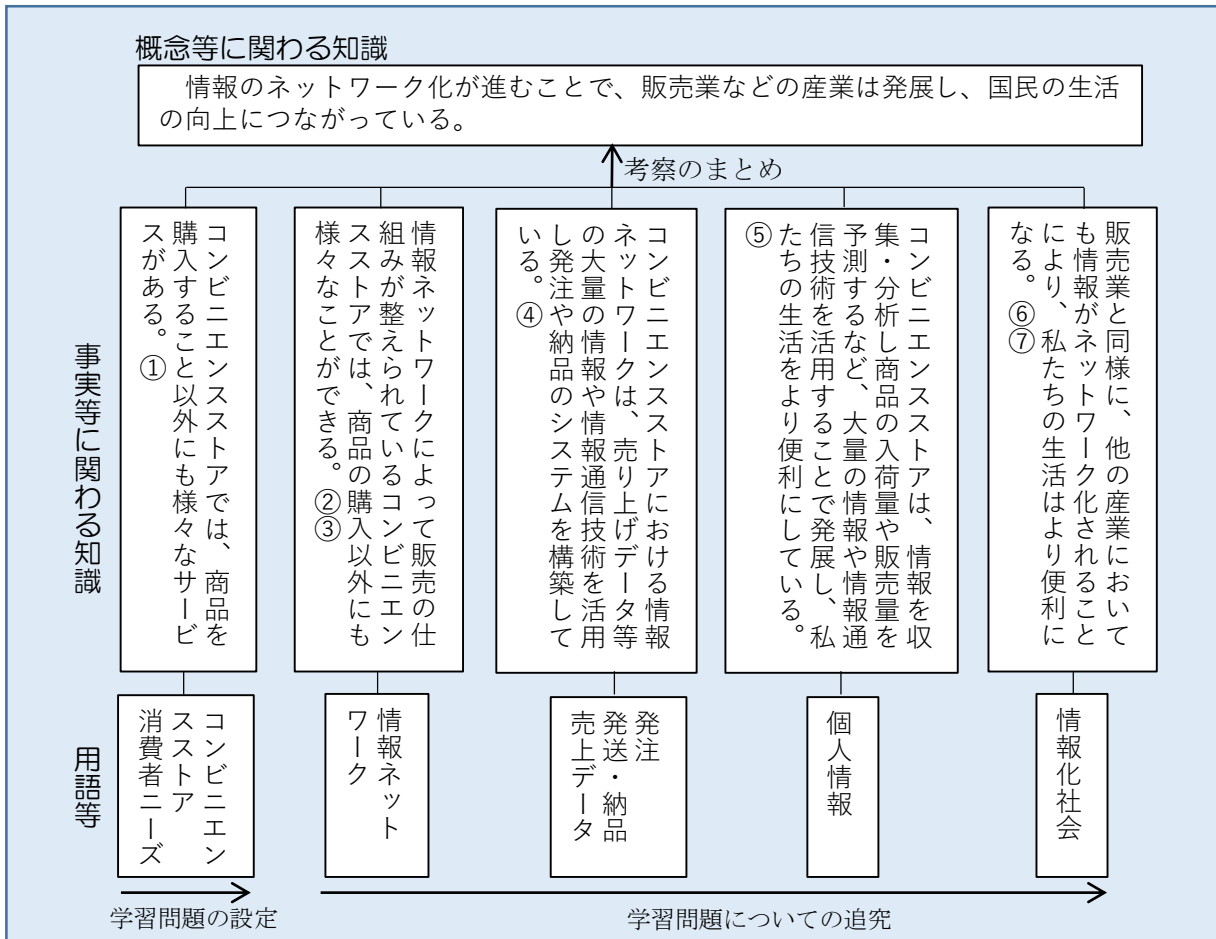 概念等に関わる知識
情報のネットワーク化が進むことで、販売業などの産業は発展し、国民の生活
の向上につながっている。
考察のまとめ
事実等に関わる知識
コンビニエンスストアでは、商品を
購入すること以外にも様々なサービ
スがある。①
情報ネットワークによって販売の仕
組みが整えられているコンビニエン
スストアでは、商品の購入以外にも
様々なことができる。②③
コンビニエンスストアにおける情報
ネットワークは、売り上げデータ等
の大量の情報や情報通信技術を活用
し発注や納品のシステムを構築して
いる。④
コンビニエンスストアは、情報を収
集・分析し商品の入荷量や販売量を
予測するなど、大量の情報や情報通
信技術を活用することで発展し、私
たちの生活をより便利にしている。
⑤
販売業と同様に、他の産業において
も情報がネットワーク化されること
により、私たちの生活はより便利に
なる。⑥⑦
用語等
コンビニエン
スストア
消費者ニーズ
情報ネット
ワーク
発注
発送・納品
売上データ
個人情報
情報化社会
学習問題の設定
学習問題についての追究